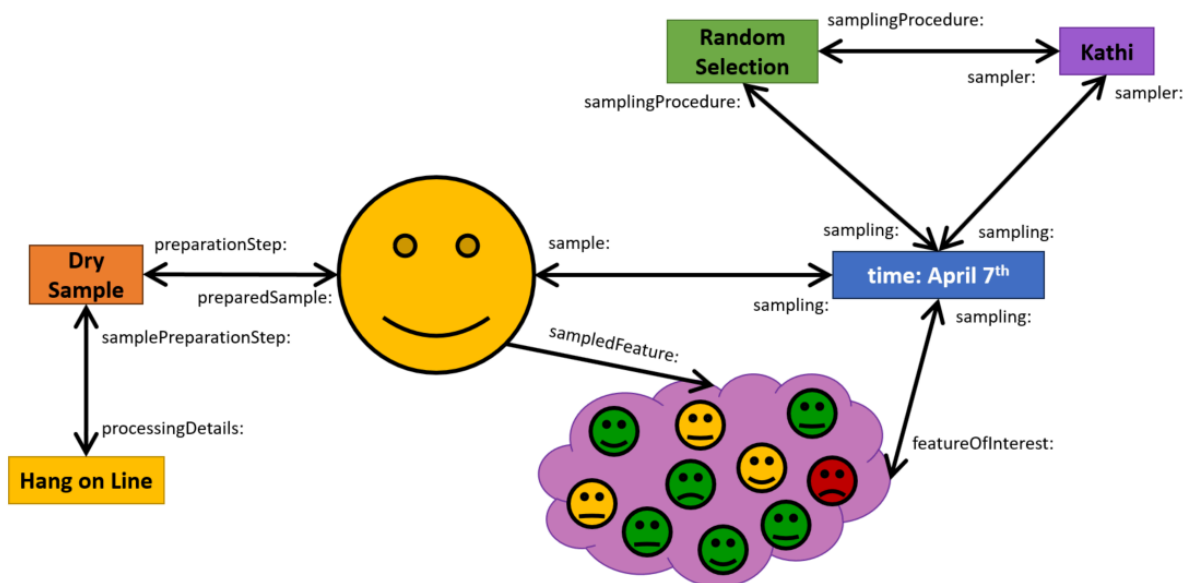 samplingProcedure:
Random
Selection
Kathi
sampler:
samplingProcedure:
sampler:
preparationStep:
sample:
sampling:
sampling:
Dry
Sample
time: April 7th
preparedSample:
sampling:
sampling:
samplePreparationStep:
sampledFeature:
processingDetails:
featureOfInterest:
Hang on Line